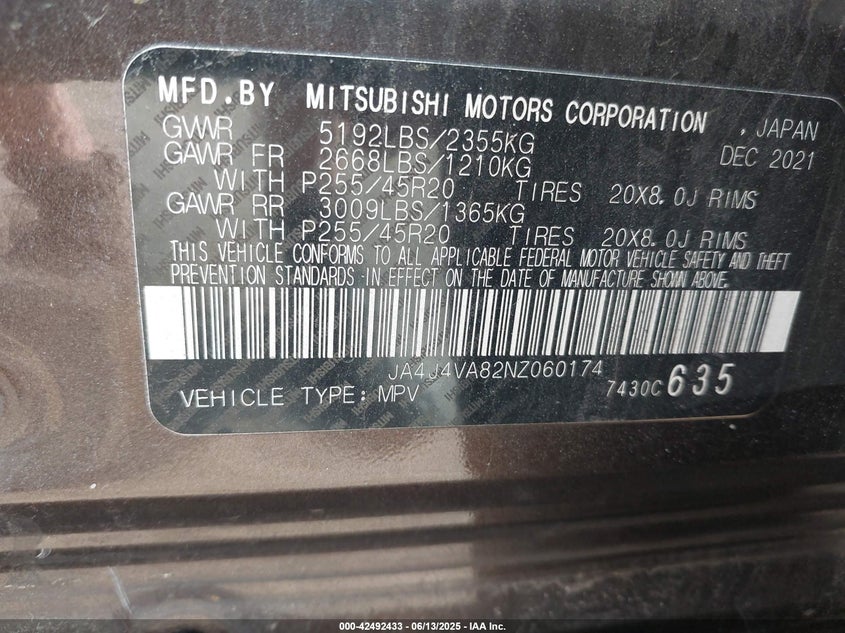 MFD.BY MITSUBISHI MOTORS CORPORATION , JAPAN
GVWR 5192LBS/2355KG DEC 2021
GAWR FR 2668LBS/1210KG
WITH P255/45R20 TIRES 20X8.0J RIMS
GAWR RR 3009LBS/1365KG
WITH P255/45R20 TIRES 20X8.0J RIMS
THIS VEHICLE CONFORMS TO ALL APPLICABLE FEDERAL MOTOR VEHICLE SAFETY AND THEFT
PREVENTION STANDARDS IN EFFECT ON THE DATE OF MANUFACTURE SHOWN ABOVE.
JA4J4VA82NZ060174
VEHICLE TYPE: MPV 7430C 635
000-42492433 - 06/13/2025 - IAA Inc.